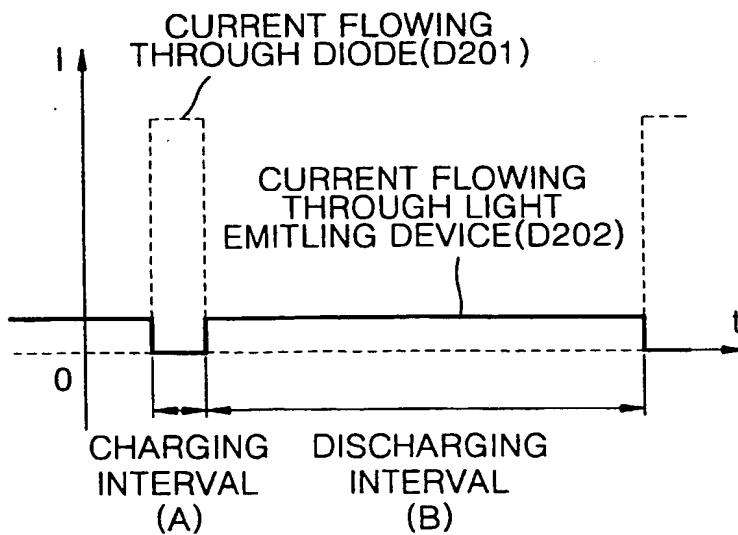 CURRENT FLOWING
THROUGH DIODE(D201)
I
CURRENT FLOWING
THROUGH LIGHT
EMITLING DEVICE(D202)
t
0
CHARGING
INTERVAL
(A)
DISCHARGING
INTERVAL
(B)